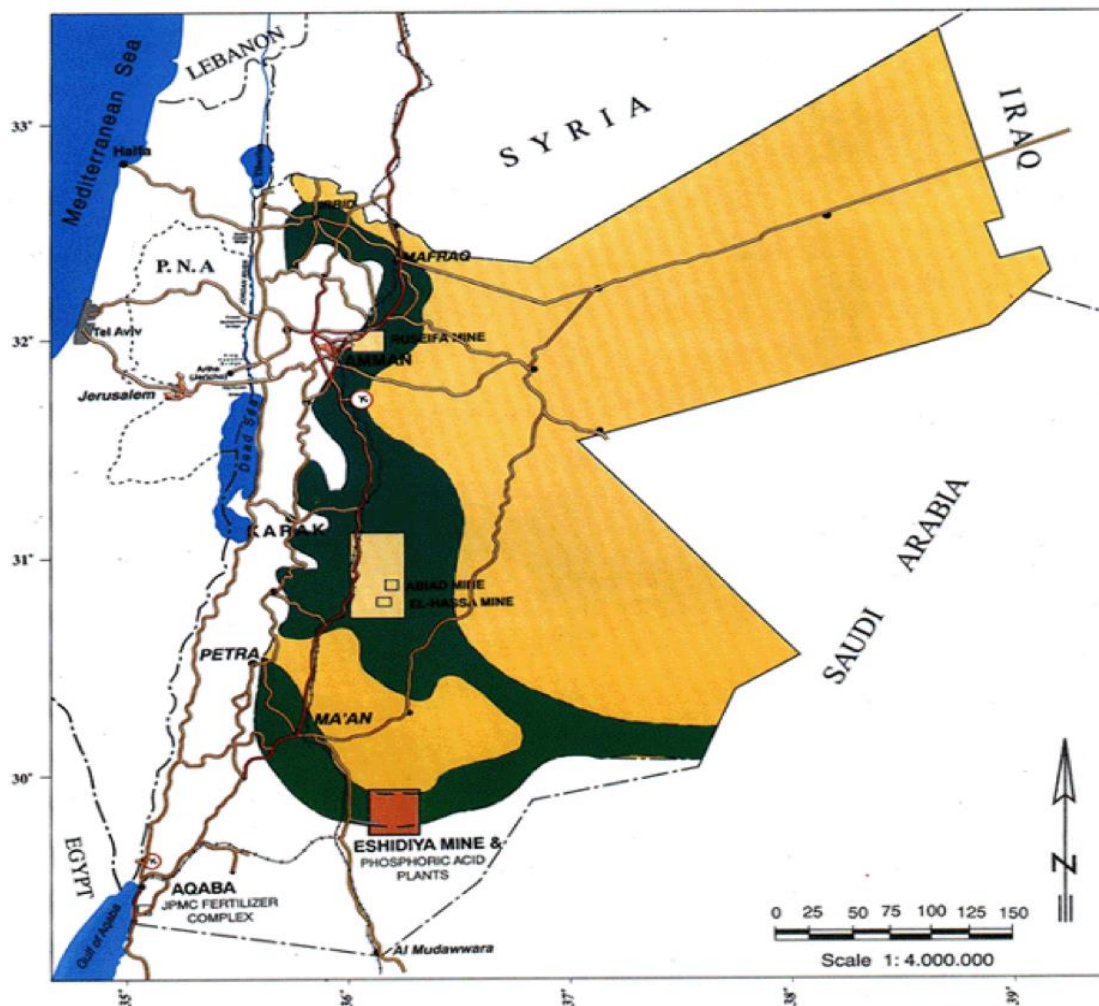 Mediterranean Sea
LEBANON
SYRIA
IRAQ
33°
Haifa
L. Tiberias
IRBID
MAFRAQ
P.N.A
JORDAN RIVER
32°
Tel Aviv
RUSEIFA MINE
AMMAN
Jerusalem
Dead Sea
KARAK
31°
ABIAD MINE
EL-HASSA MINE
SAUDI ARABIA
PETRA
MA'AN
30°
ESHIDIYA MINE &
PHOSPHORIC ACID
PLANTS
EGYPT
AQABA
JPMC FERTILIZER
COMPLEX
Gulf of Aqaba
Al Mudawwara
N
0 25 50 75 100 125 150
Scale 1: 4.000.000
35° 36° 37° 38° 39°